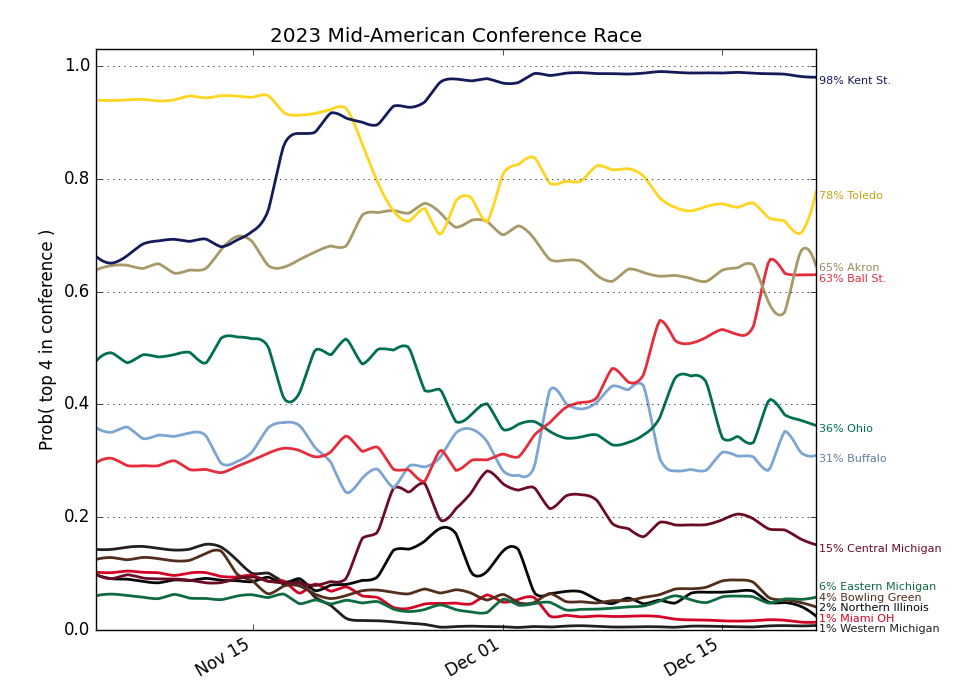 2023 Mid-American Conference Race
Prob( top 4 in conference )
1.0
0.8
0.6
0.4
0.2
0.0
98% Kent St.
78% Toledo
65% Akron
63% Ball St.
36% Ohio
31% Buffalo
15% Central Michigan
6% Eastern Michigan
4% Bowling Green
2% Northern Illinois
1% Miami OH
1% Western Michigan
Nov 15
Dec 01
Dec 15